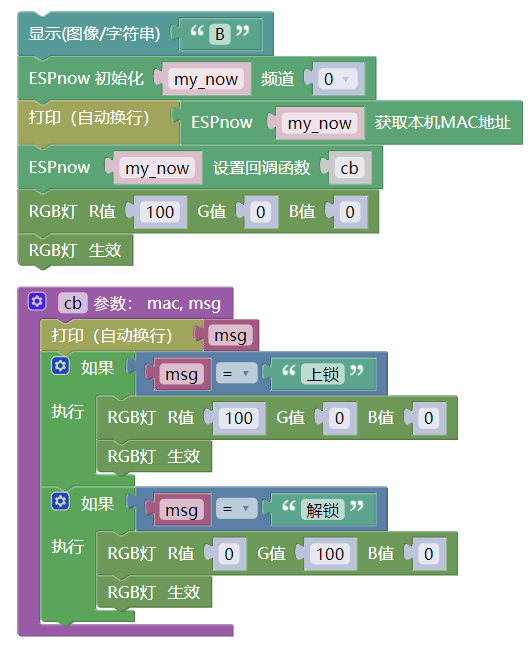 显示(图像/字符串) “ B ”
ESPnow 初始化 my_now 频道 0
打印（自动换行） ESPnow my_now 获取本机MAC地址
ESPnow my_now 设置回调函数 cb
RGB灯 R值 100 G值 0 B值 0
RGB灯 生效
cb 参数： mac, msg
打印（自动换行） msg
如果 msg = “ 上锁 ”
执行 RGB灯 R值 100 G值 0 B值 0
RGB灯 生效
如果 msg = “ 解锁 ”
执行 RGB灯 R值 0 G值 100 B值 0
RGB灯 生效